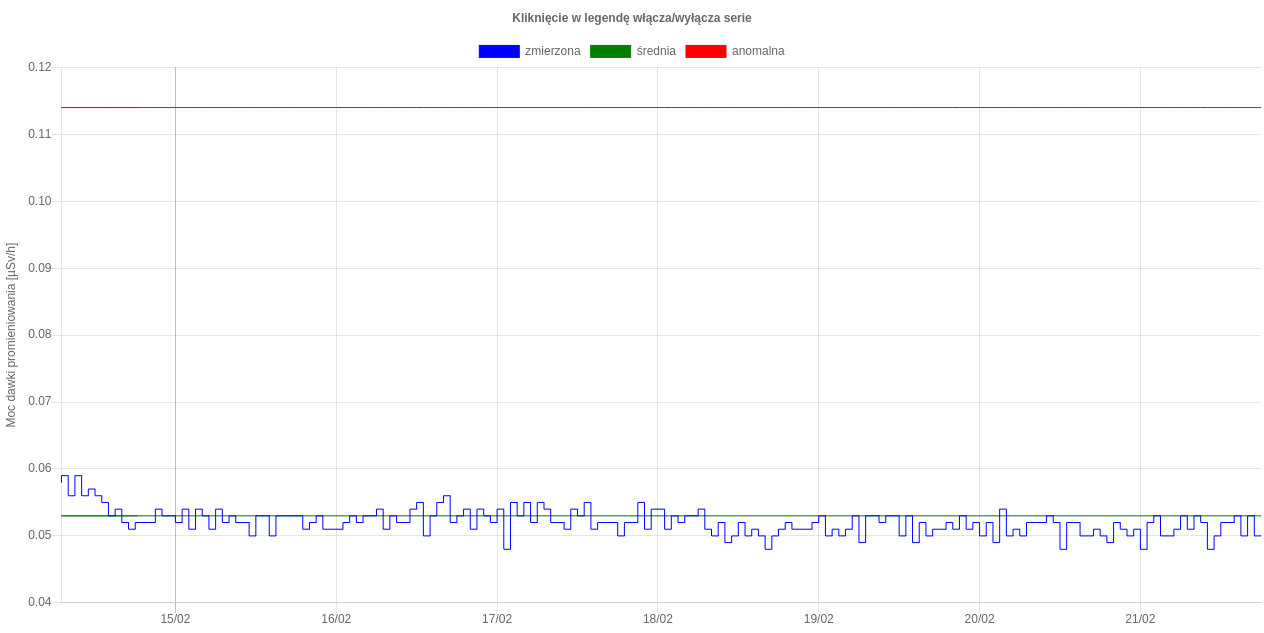 Kliknięcie w legendę włącza/wyłącza serie
zmierzona średnia anomalna
Moc dawki promieniowania [µSv/h]
0.12
0.11
0.10
0.09
0.08
0.07
0.06
0.05
0.04
15/02 16/02 17/02 18/02 19/02 20/02 21/02